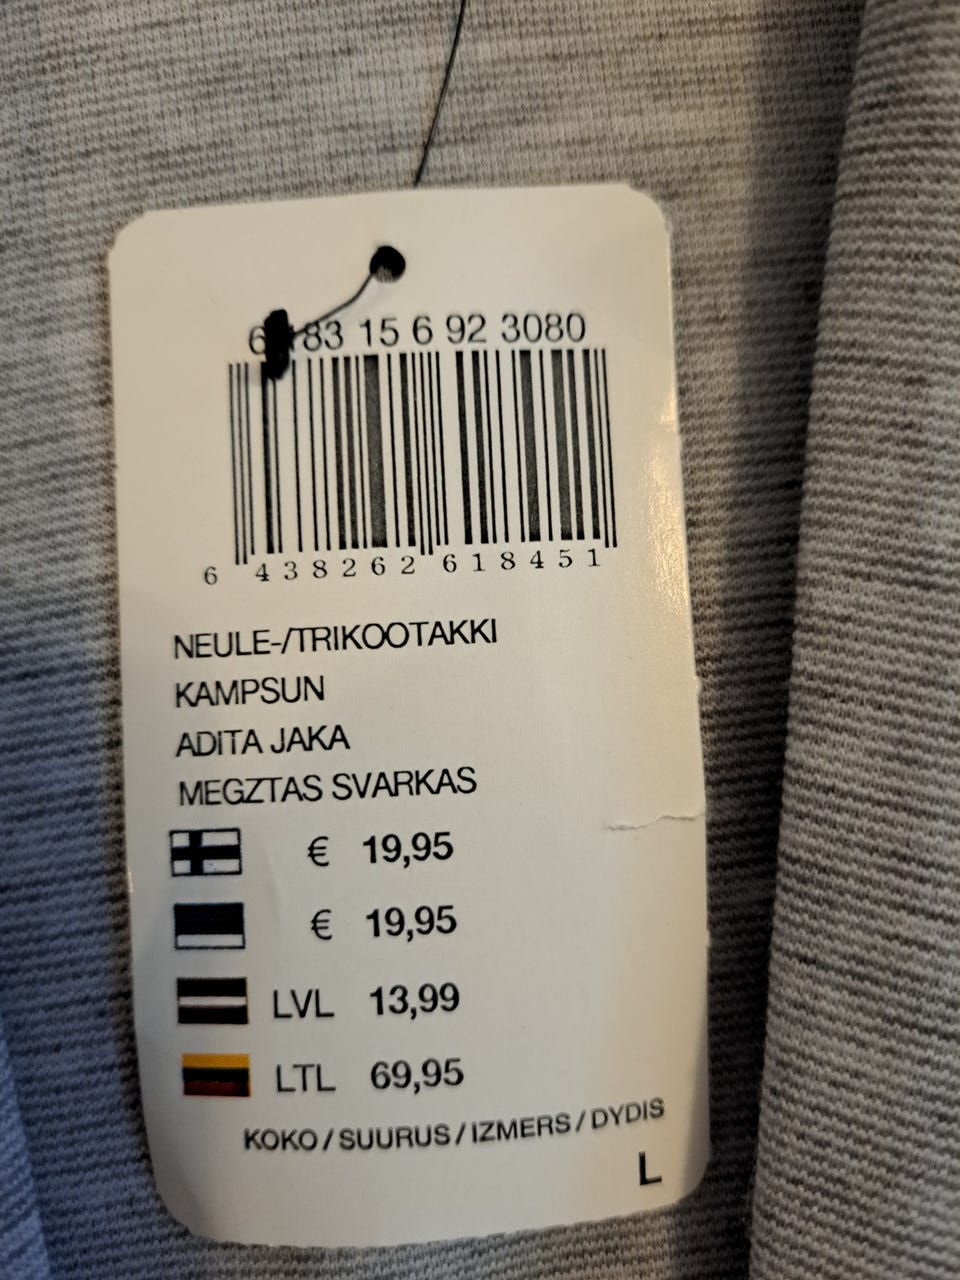 15 6 92 3080
6 438262 618451
NEULE-/TRIKOOTAKKI
KAMPSUN
ADITA JAKA
MEGZTAS SVARKAS
€ 19,95
€ 19,95
LVL 13,99
LTL 69,95
KOKO / SUURUS / IZMERS / DYDIS
L